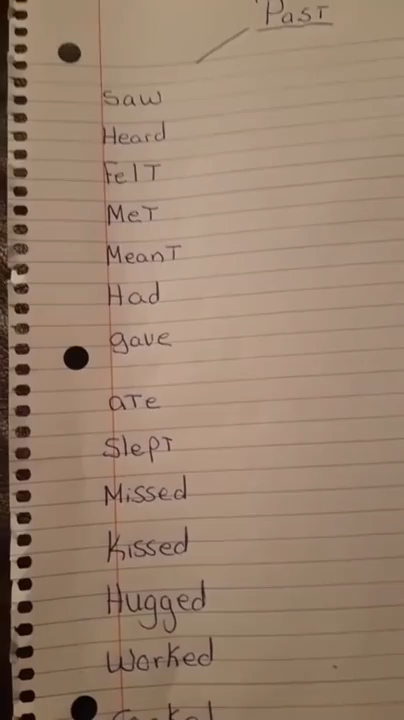 PasT
Saw
Heard
FelT
MeT
MeanT
Had
gave
aTe
SlepT
Missed
Kissed
Hugged
Worked